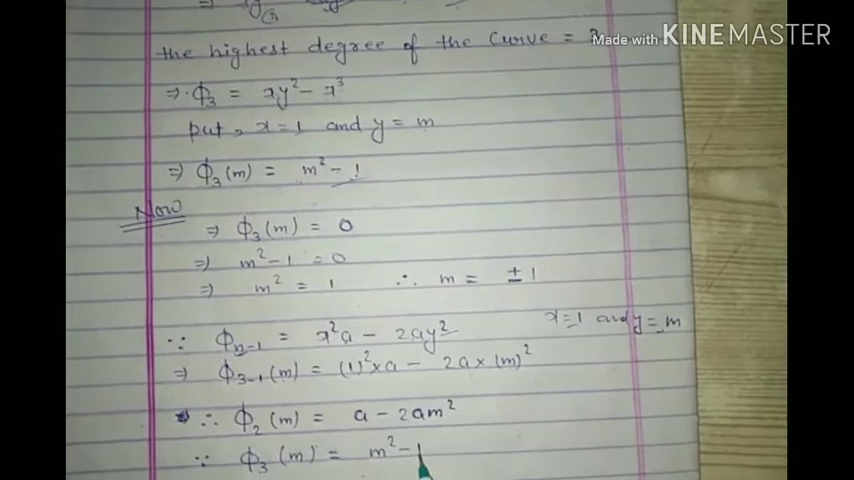 Made with KINEMASTER
the highest degree of the Curve =
⇒ ϕ₃ = xy² − x³
put, x = 1 and y = m
⇒ ϕ₃(m) = m² − 1
Now
⇒ ϕ₃(m) = 0
⇒ m² − 1 = 0
⇒ m² = 1 ∴ m = ±1
∵ ϕₙ₋₁ = x²a − 2ay² x=1 and y=m
⇒ ϕ₃₋₁(m) = (1)²×a − 2a×(m)²
∴ ϕ₂(m) = a − 2am²
∵ ϕ₃(m) = m² − 1